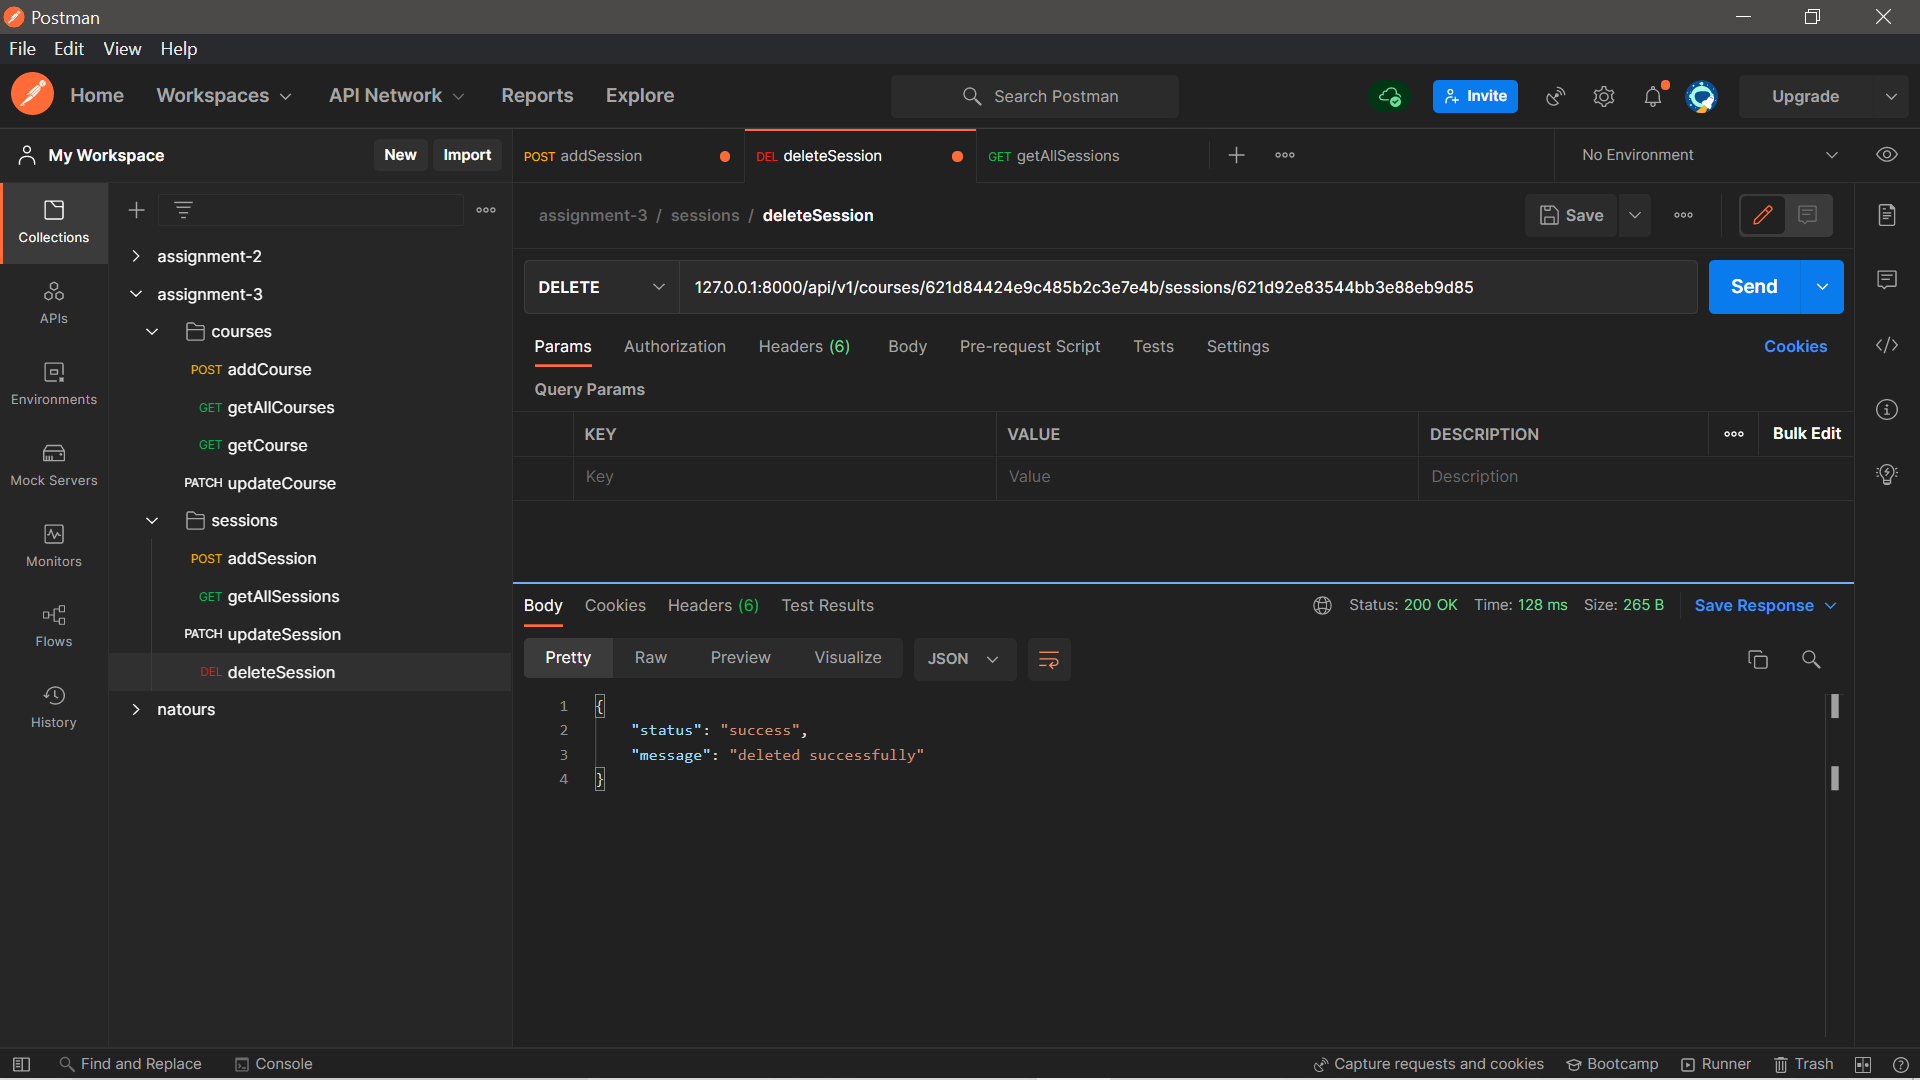 Postman
File Edit View Help
Home Workspaces API Network Reports Explore Search Postman Invite Upgrade
My Workspace New Import POST addSession DEL deleteSession GET getAllSessions No Environment
assignment-3 / sessions / deleteSession Save
DELETE 127.0.0.1:8000/api/v1/courses/621d84424e9c485b2c3e7e4b/sessions/621d92e83544bb3e88eb9d85 Send
Params Authorization Headers (6) Body Pre-request Script Tests Settings Cookies
Query Params
KEY VALUE DESCRIPTION Bulk Edit
Key Value Description
Collections
APIs
Environments
Mock Servers
Monitors
Flows
History
assignment-2
assignment-3
courses
POST addCourse
GET getAllCourses
GET getCourse
PATCH updateCourse
sessions
POST addSession
GET getAllSessions
PATCH updateSession
DEL deleteSession
natours
Body Cookies Headers (6) Test Results Status: 200 OK Time: 128 ms Size: 265 B Save Response
Pretty Raw Preview Visualize JSON
1 {
2 "status": "success",
3 "message": "deleted successfully"
4 }
Find and Replace Console Capture requests and cookies Bootcamp Runner Trash